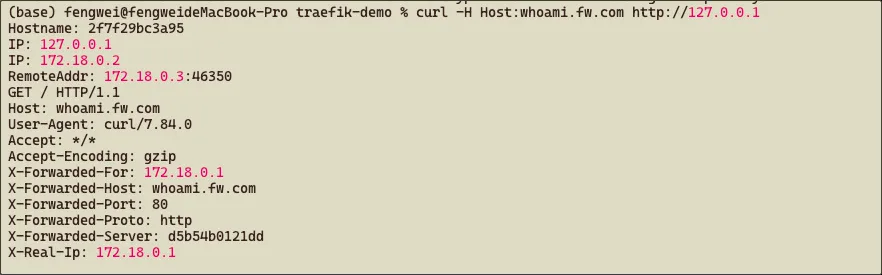 (base) fengwei@fengweideMacBook-Pro traefik-demo % curl -H Host:whoami.fw.com http://127.0.0.1
Hostname: 2f7f29bc3a95
IP: 127.0.0.1
IP: 172.18.0.2
RemoteAddr: 172.18.0.3:46350
GET / HTTP/1.1
Host: whoami.fw.com
User-Agent: curl/7.84.0
Accept: */*
Accept-Encoding: gzip
X-Forwarded-For: 172.18.0.1
X-Forwarded-Host: whoami.fw.com
X-Forwarded-Port: 80
X-Forwarded-Proto: http
X-Forwarded-Server: d5b54b0121dd
X-Real-Ip: 172.18.0.1